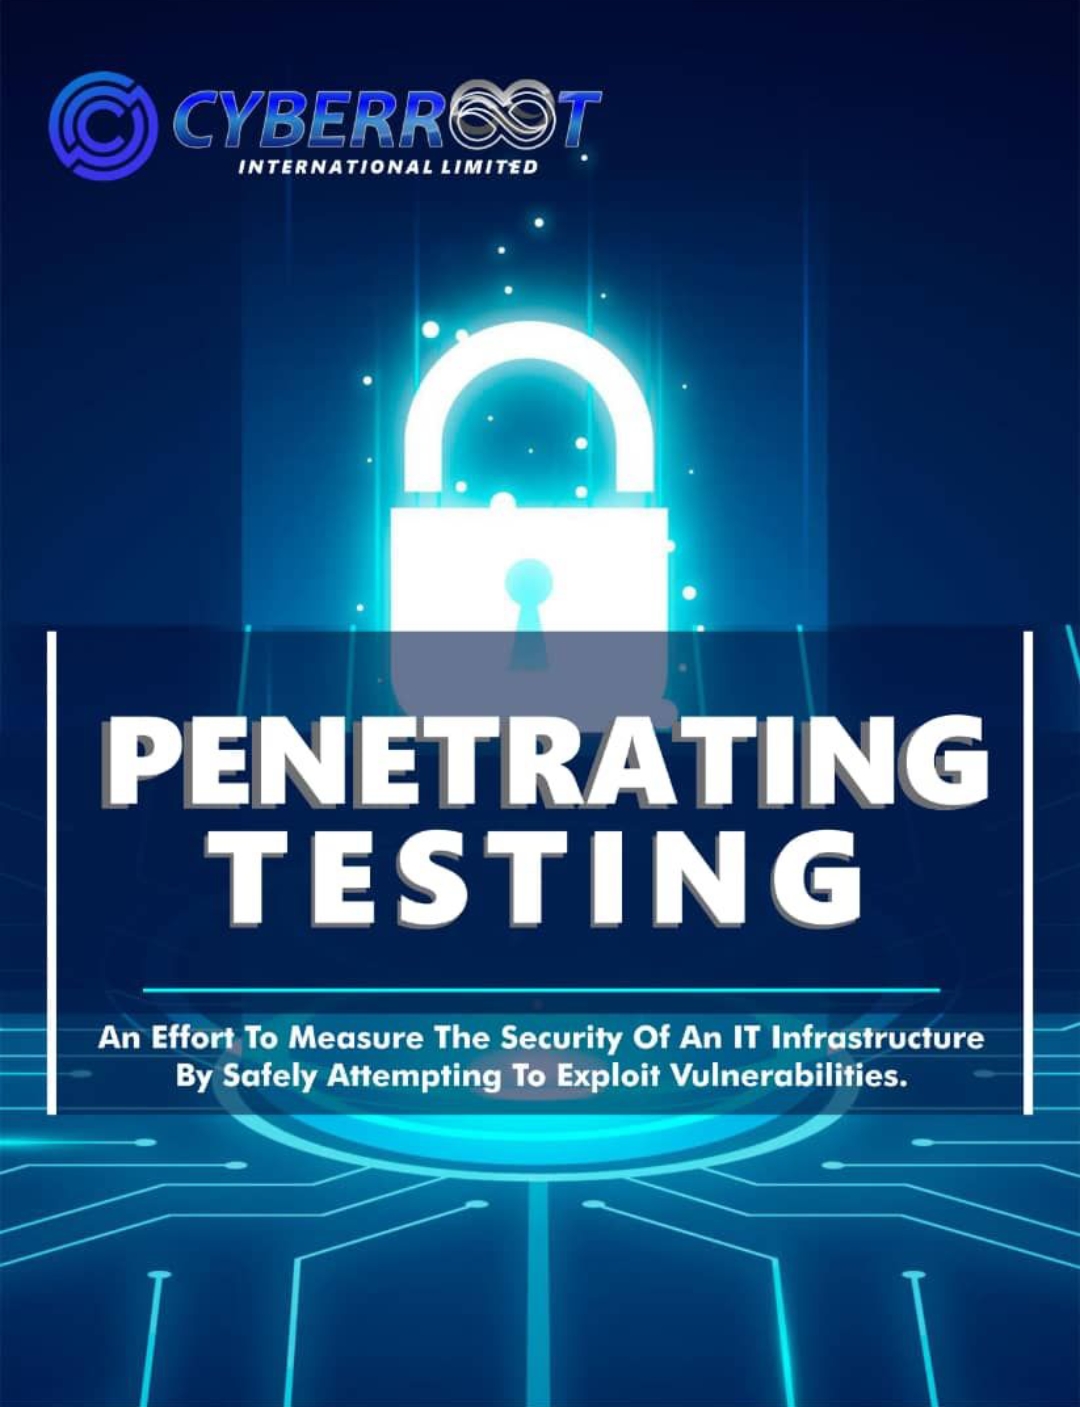 CYBERROOT
INTERNATIONAL LIMITED
PENETRATING
TESTING
An Effort To Measure The Security Of An IT Infrastructure
By Safely Attempting To Exploit Vulnerabilities.